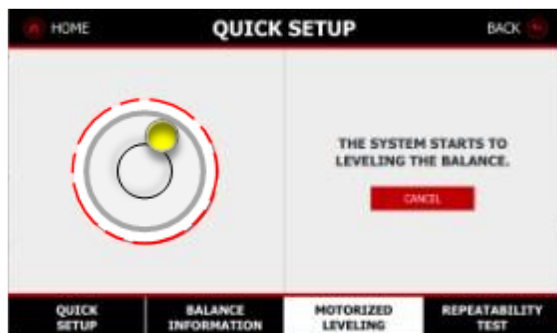 HOME
QUICK SETUP
BACK
THE SYSTEM STARTS TO
LEVELING THE BALANCE.
CANCEL
QUICK
SETUP
BALANCE
INFORMATION
MOTORIZED
LEVELING
REPEATABILITY
TEST